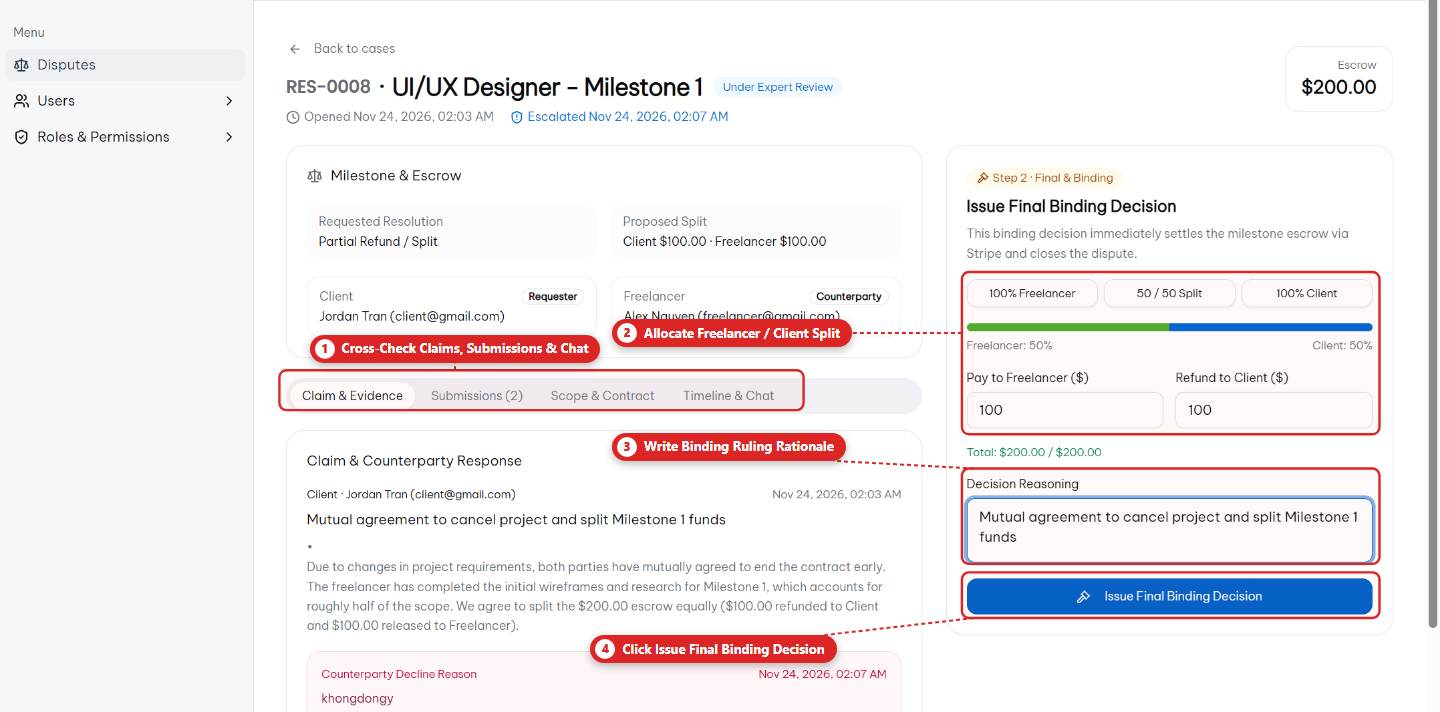 Menu
Disputes
Users
Roles & Permissions
Back to cases
RES-0008 · UI/UX Designer – Milestone 1
Under Expert Review
Opened Nov 24, 2026, 02:03 AM
Escalated Nov 24, 2026, 02:07 AM
Escrow
$200.00
Milestone & Escrow
Requested Resolution
Partial Refund / Split
Proposed Split
Client $100.00 · Freelancer $100.00
Client
Requester
Jordan Tran (client@gmail.com)
Freelancer
Counterparty
Alex Nguyen (freelancer@gmail.com)
1 Cross-Check Claims, Submissions & Chat
2 Allocate Freelancer / Client Split
Claim & Evidence
Submissions (2)
Scope & Contract
Timeline & Chat
3 Write Binding Ruling Rationale
Claim & Counterparty Response
Client · Jordan Tran (client@gmail.com)
Nov 24, 2026, 02:03 AM
Mutual agreement to cancel project and split Milestone 1 funds
•
Due to changes in project requirements, both parties have mutually agreed to end the contract early.
The freelancer has completed the initial wireframes and research for Milestone 1, which accounts for
roughly half of the scope. We agree to split the $200.00 escrow equally ($100.00 refunded to Client
and $100.00 released to Freelancer).
4 Click Issue Final Binding Decision
Counterparty Decline Reason
Nov 24, 2026, 02:07 AM
khongdongy
Step 2 · Final & Binding
Issue Final Binding Decision
This binding decision immediately settles the milestone escrow via
Stripe and closes the dispute.
100% Freelancer
50 / 50 Split
100% Client
Freelancer: 50%
Client: 50%
Pay to Freelancer ($)
Refund to Client ($)
100
100
Total: $200.00 / $200.00
Decision Reasoning
Mutual agreement to cancel project and split Milestone 1
funds
Issue Final Binding Decision